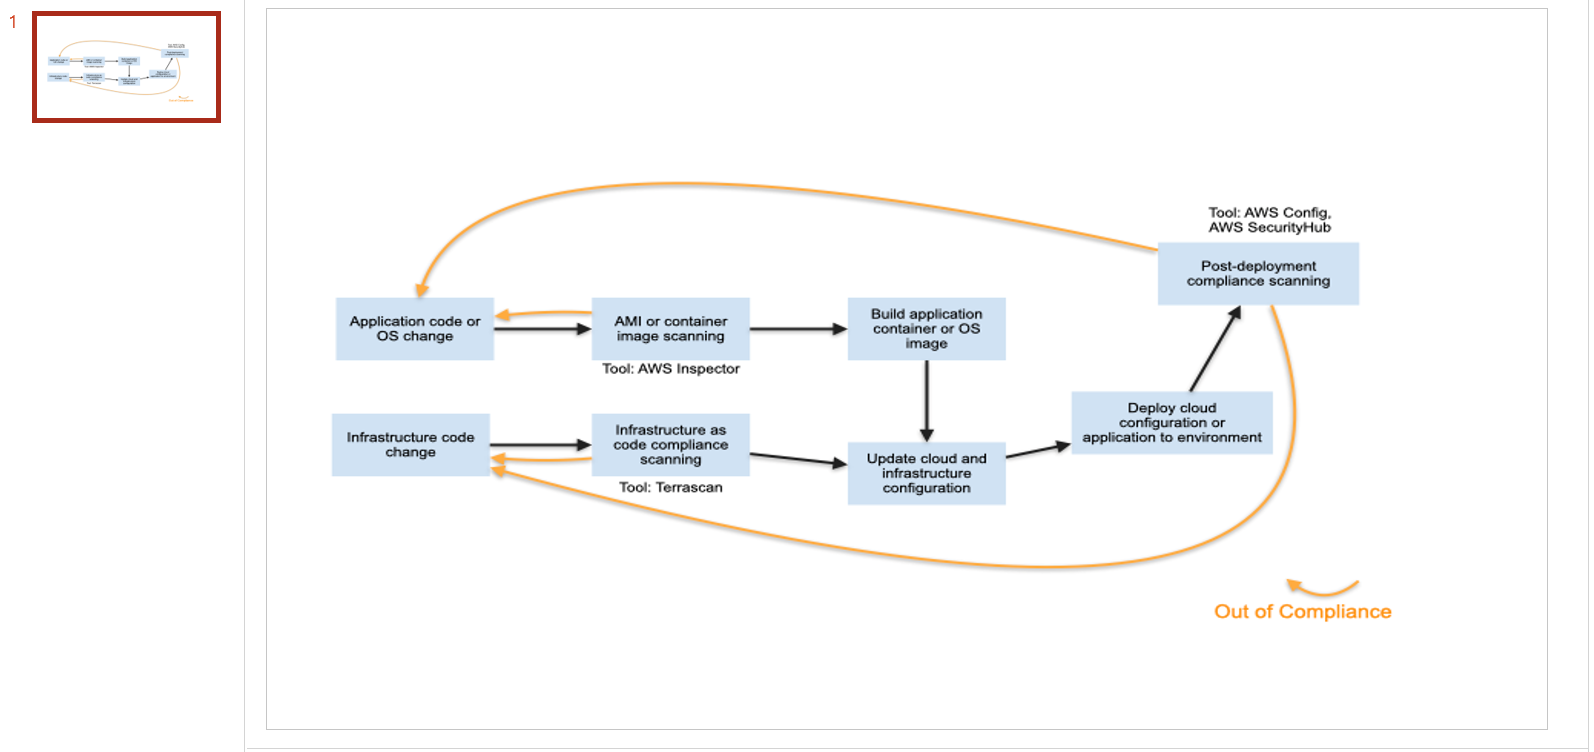 1
Tool: AWS Config,
AWS SecurityHub
Post-deployment
compliance scanning
Application code or
OS change
AMI or container
image scanning
Tool: AWS Inspector
Build application
container or OS
image
Infrastructure code
change
Infrastructure as
code compliance
scanning
Tool: Terrascan
Update cloud and
infrastructure
configuration
Deploy cloud
configuration or
application to environment
Out of Compliance